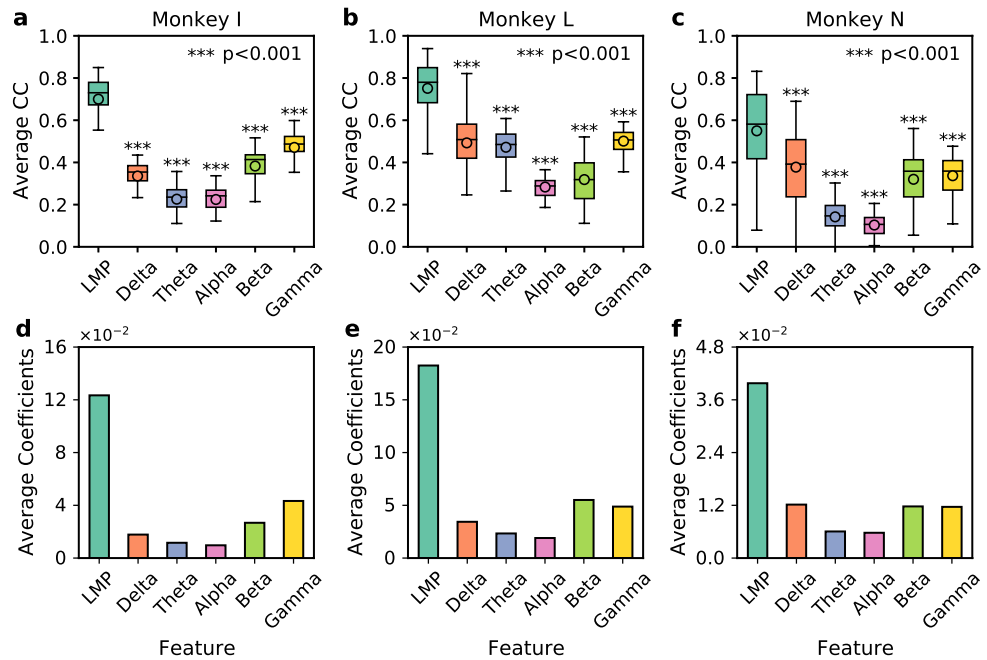 a Monkey I
b Monkey L
c Monkey N
Average CC
1.0
0.8
0.6
0.4
0.2
0.0
*** p<0.001
***
***
***
***
***
LMP
Delta
Theta
Alpha
Beta
Gamma
Average CC
1.0
0.8
0.6
0.4
0.2
0.0
*** p<0.001
***
***
***
***
***
LMP
Delta
Theta
Alpha
Beta
Gamma
Average CC
1.0
0.8
0.6
0.4
0.2
0.0
*** p<0.001
***
***
***
***
***
LMP
Delta
Theta
Alpha
Beta
Gamma
d ×10⁻²
Average Coefficients
16
12
8
4
0
LMP
Delta
Theta
Alpha
Beta
Gamma
Feature
e ×10⁻²
Average Coefficients
20
15
10
5
0
LMP
Delta
Theta
Alpha
Beta
Gamma
Feature
f ×10⁻²
Average Coefficients
4.8
3.6
2.4
1.2
0.0
LMP
Delta
Theta
Alpha
Beta
Gamma
Feature